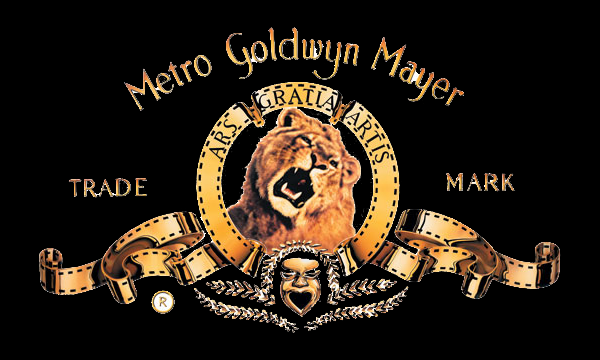 Metro Goldwyn Mayer
ARS GRATIA ARTIS
TRADE MARK
®